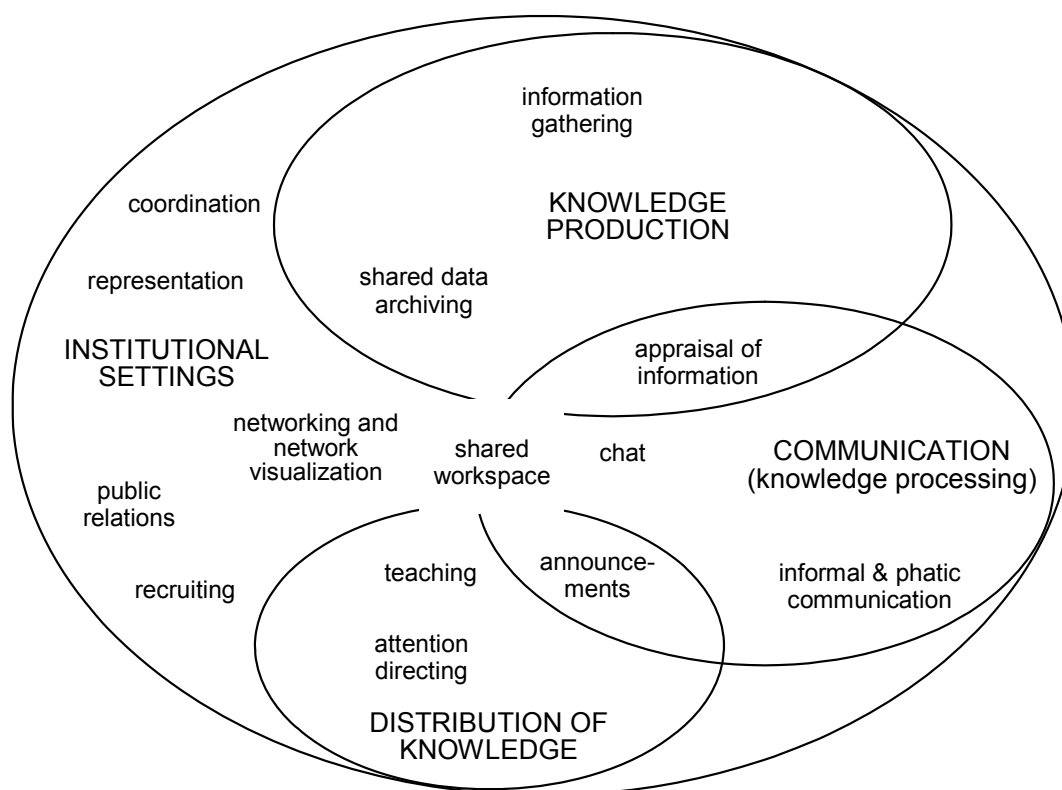 information
gathering
KNOWLEDGE
PRODUCTION
coordination
representation
shared data
archiving
INSTITUTIONAL
SETTINGS
appraisal of
information
networking and
network
visualization
shared
workspace
chat
COMMUNICATION
(knowledge processing)
public
relations
recruiting
teaching
announce-
ments
informal & phatic
communication
attention
directing
DISTRIBUTION OF
KNOWLEDGE